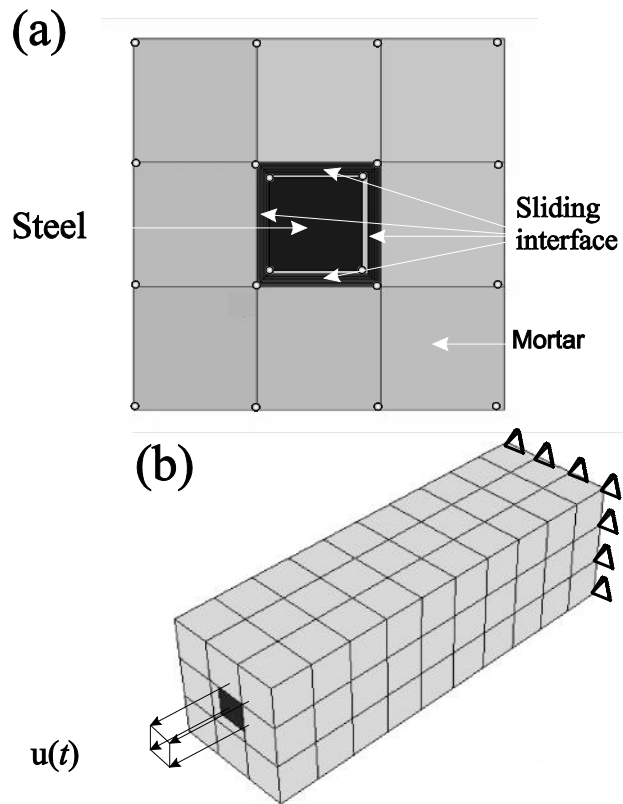 (a)
Steel
Sliding
interface
Mortar
(b)
u(t)